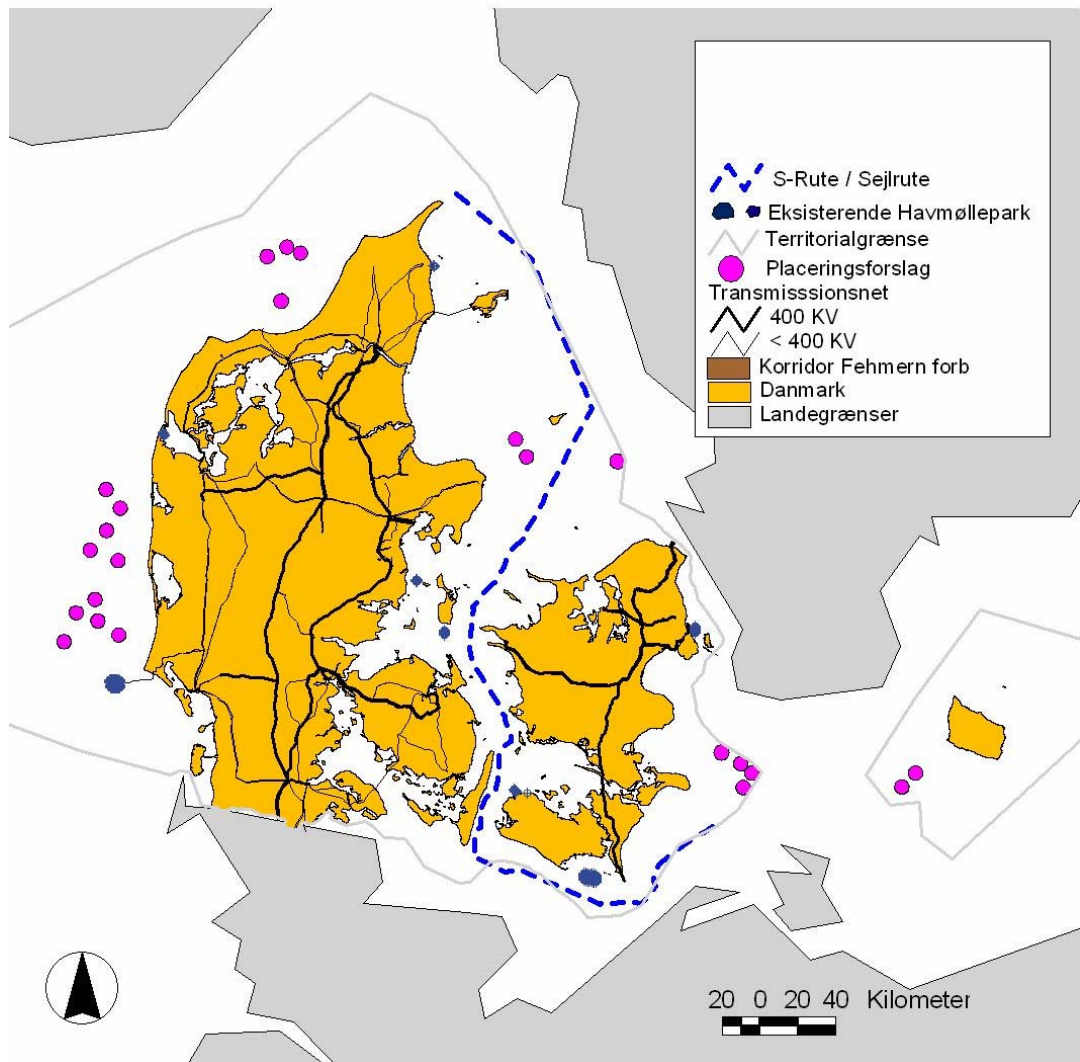 S-Rute / Sejlrute
Eksisterende Havmøllepark
Territorialgrænse
Placeringsforslag
Transmisssionsnet
400 KV
< 400 KV
Korridor Fehmern forb
Danmark
Landegrænser
20 0 20 40 Kilometer